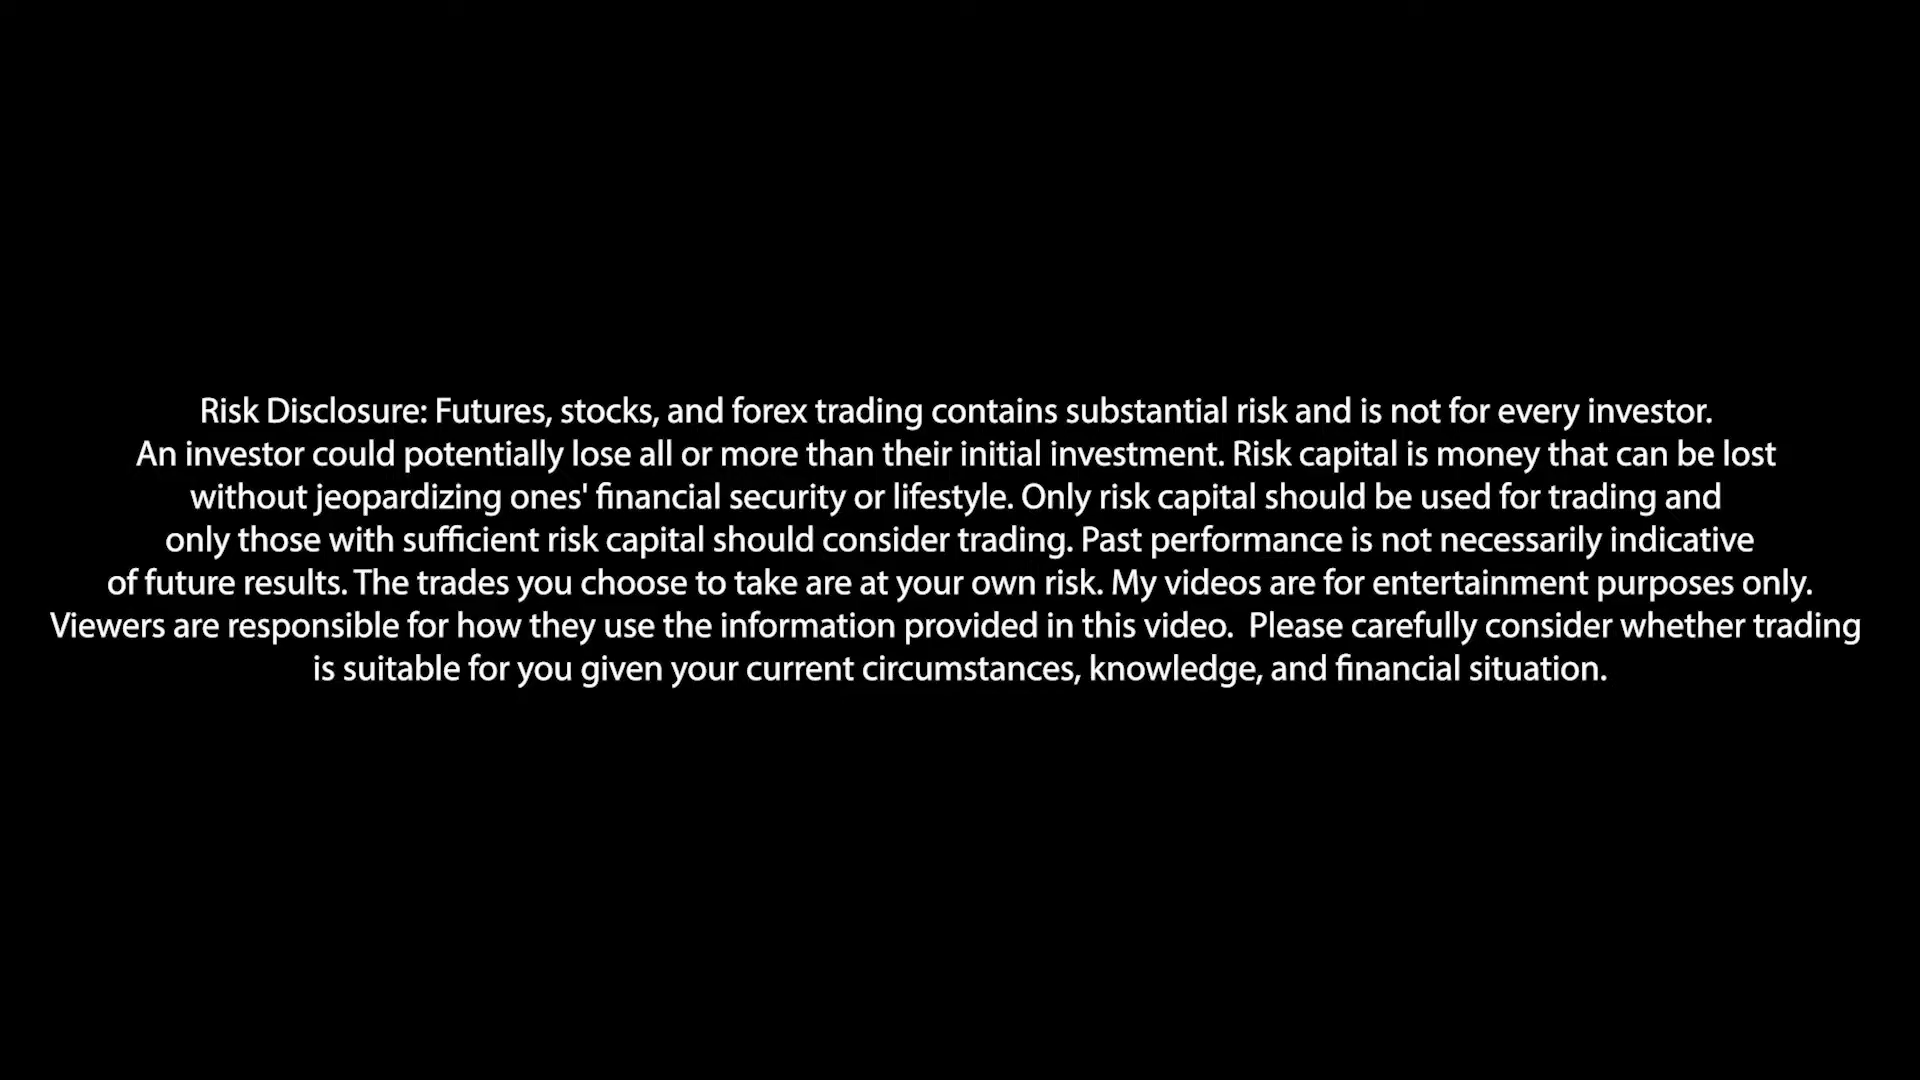 Risk Disclosure: Futures, stocks, and forex trading contains substantial risk and is not for every investor.
An investor could potentially lose all or more than their initial investment. Risk capital is money that can be lost
without jeopardizing ones' financial security or lifestyle. Only risk capital should be used for trading and
only those with sufficient risk capital should consider trading. Past performance is not necessarily indicative
of future results. The trades you choose to take are at your own risk. My videos are for entertainment purposes only.
Viewers are responsible for how they use the information provided in this video.  Please carefully consider whether trading
is suitable for you given your current circumstances, knowledge, and financial situation.